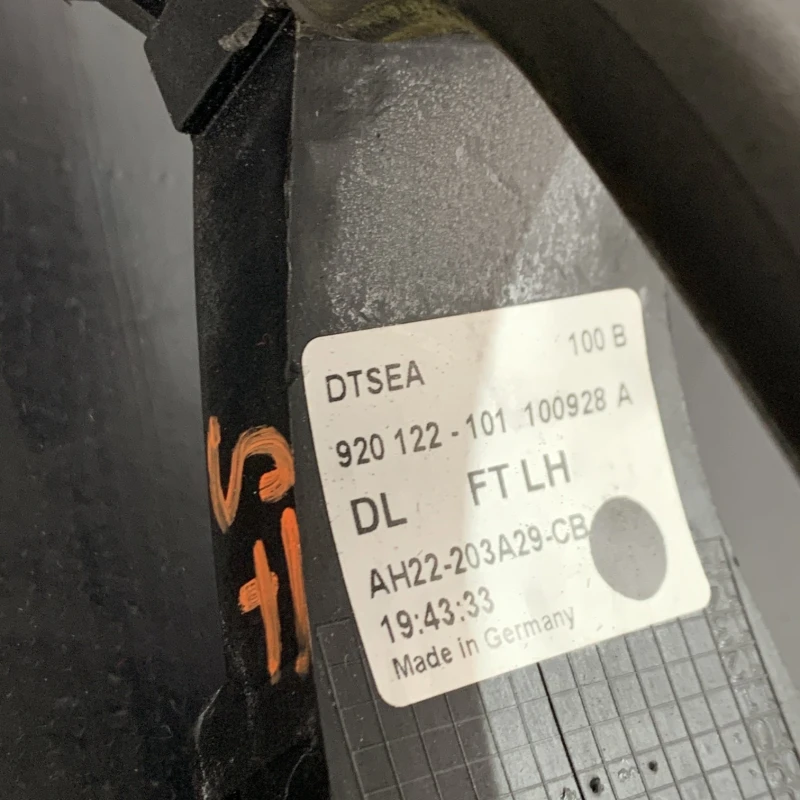 DTSEA 100 B
920 122 - 101 100928 A
DL FT LH
AH22-203A29-CB
19:43:33
Made in Germany